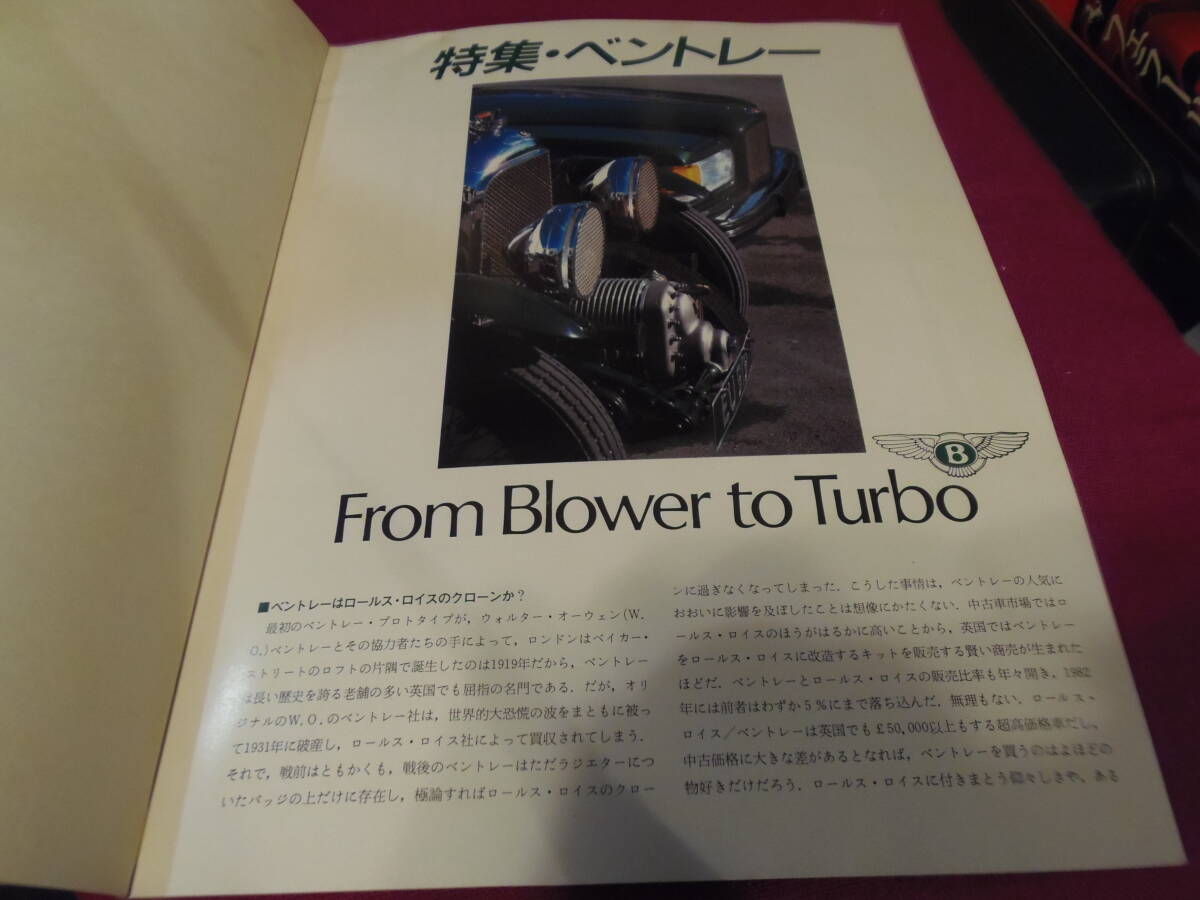 特集・ベントレー
B
From Blower to Turbo
■ベントレーはロールス・ロイスのクローンか?
最初のベントレー・プロトタイプが，ウォルター・オーウェン(W.
O.)ベントレーとその協力者たちの手によって，ロンドンはベイカー・
ストリートのロフトの片隅で誕生したのは1919年だから，ベントレー
は長い歴史を誇る老舗の多い英国でも屈指の名門である．だが，オリ
ジナルのW.O.のベントレー社は，世界的大恐慌の波をまともに被っ
て1931年に破産し，ロールス・ロイス社によって買収されてしまう．
それで，戦前はともかくも，戦後のベントレーはただラジエターにつ
いたバッジの上だけに存在し，極論すればロールス・ロイスのクロー
ンに過ぎなくなってしまった．こうした事情は，ベントレーの人気に
おおいに影響を及ぼしたことは想像にかたくない．中古車市場ではロ
ールス・ロイスのほうがはるかに高いことから，英国ではベントレー
をロールス・ロイスに改造するキットを販売する賢い商売が生まれた
ほどだ．ベントレーとロールス・ロイスの販売比率も年々開き，1982
年には前者はわずか5％にまで落ち込んだ．無理もない．ロールス・
ロイス／ベントレーは英国でも£50,000以上もする超高価格車だし，
中古価格に大きな差があるとなれば，ベントレーを買うのはよほどの
物好きだけだろう．ロールス・ロイスに付きまとう仰々しさや，ある
フェラーリ